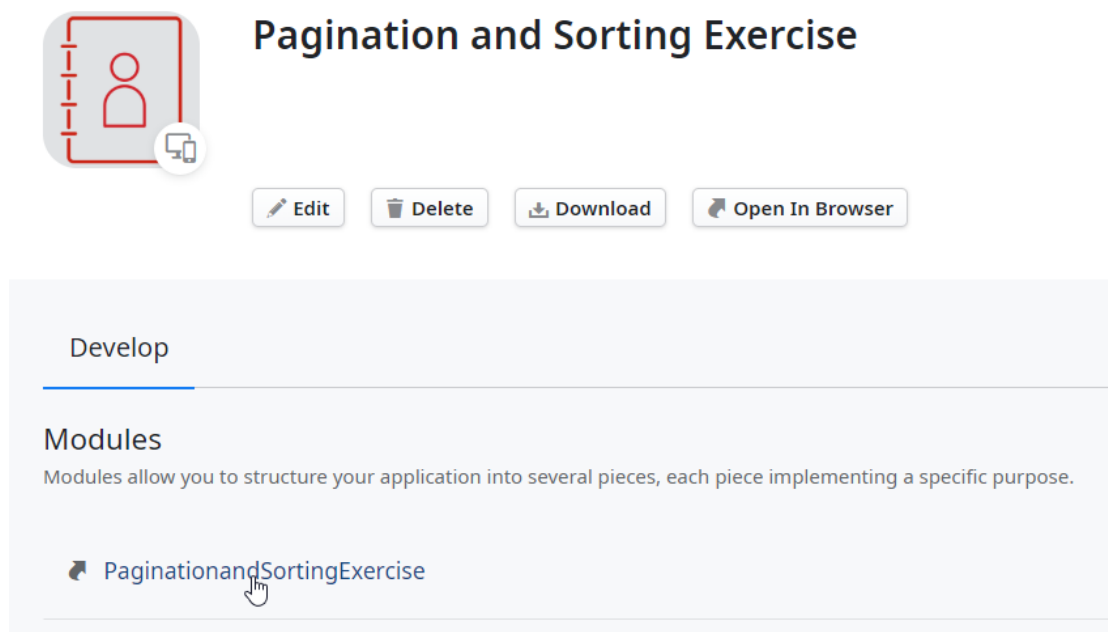 Pagination and Sorting Exercise
Edit
Delete
Download
Open In Browser
Develop
Modules
Modules allow you to structure your application into several pieces, each piece implementing a specific purpose.
PaginationandSortingExercise